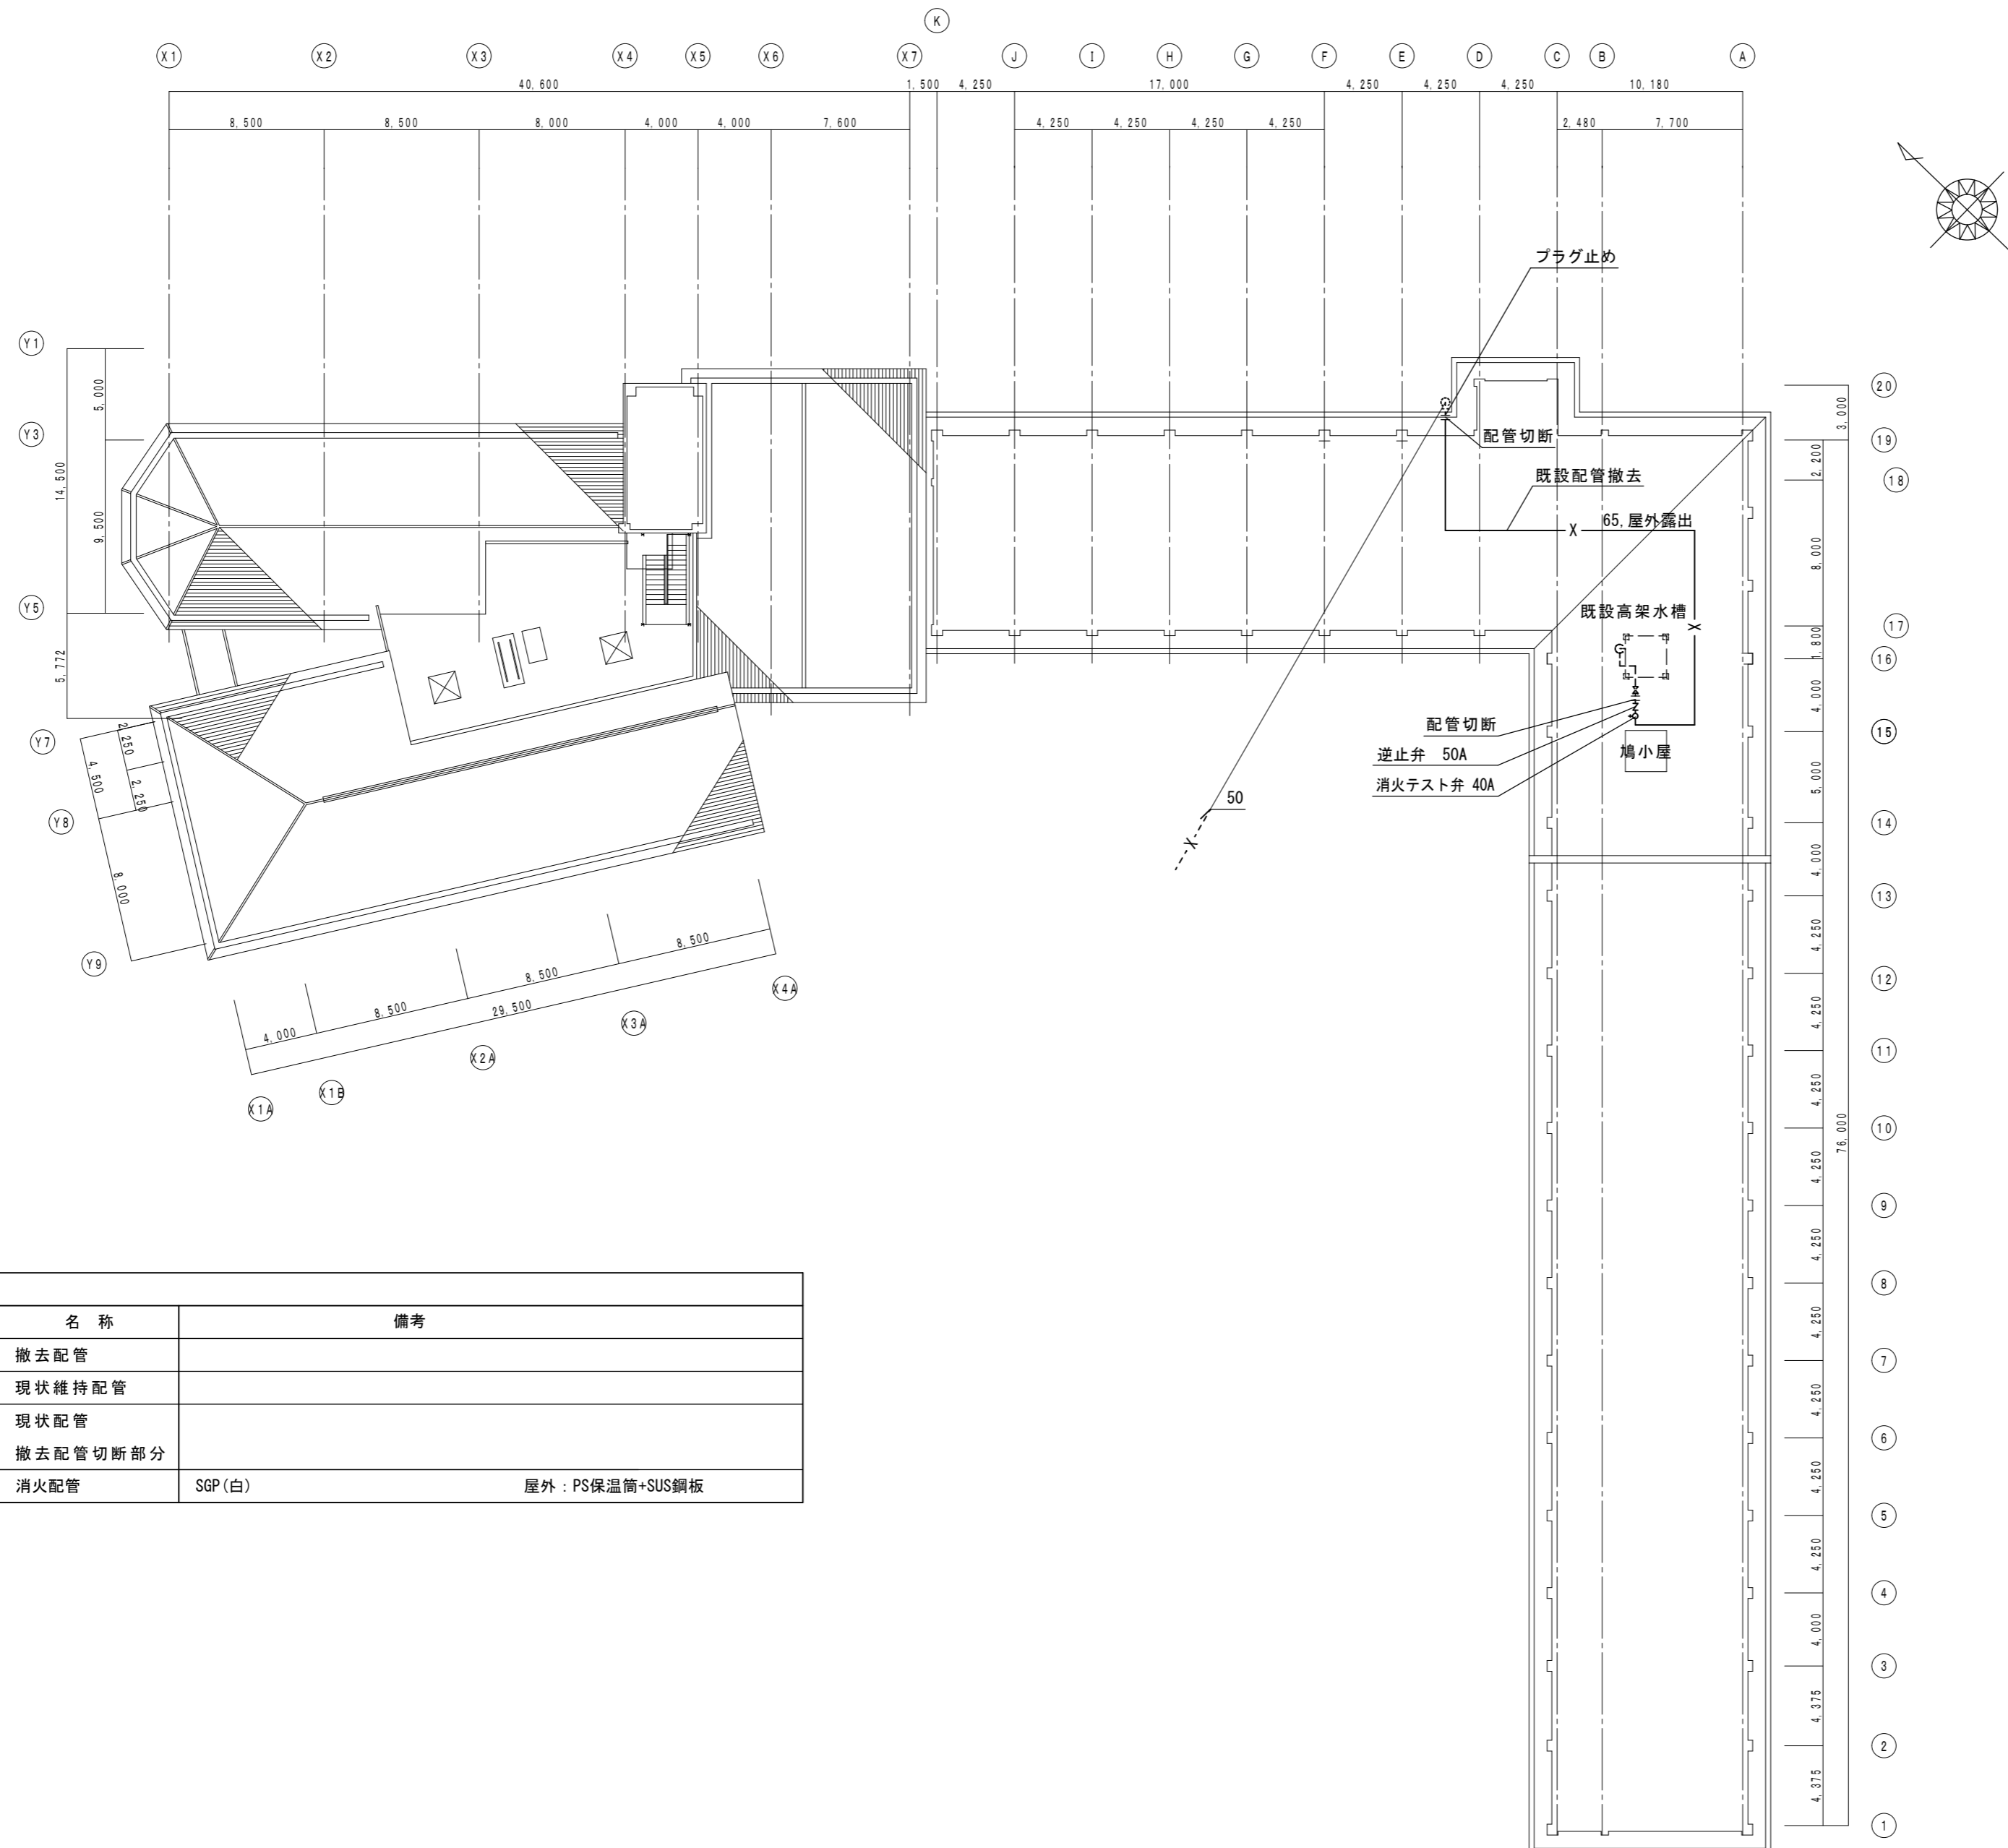 K
X1 X2 X3 X4 X5 X6 X7 J I H G F E D C B A
40,600 1,500 4,250 17,000 4,250 4,250 4,250 10,180
8,500 8,500 8,000 4,000 4,000 7,600 4,250 4,250 4,250 4,250 2,480 7,700
プラグ止め
Y1
5,000
Y3
14,500
9,500
Y5
5,772
配管切断
既設配管撤去
65,屋外露出
既設高架水槽
配管切断
逆止弁 50A
鳩小屋
消火テスト弁 40A
50
20
3,000
19
2,200
18
8,000
17
1,800
16
4,000
15
5,000
14
4,000
13
4,250
12
4,250
11
4,250
10
76,000
4,250
9
4,250
8
4,250
7
4,250
6
4,250
5
4,250
4
4,000
3
4,375
2
4,375
1
Y7
2,250
4,500
2,250
Y8
8,000
Y9
8,500
8,500
8,500
29,500
4,000
X4A
X3A
X2A
X1B
X1A
名 称 備考
撤去配管
現状維持配管
現状配管
撤去配管切断部分
消火配管 SGP(白) 屋外：PS保温筒+SUS鋼板